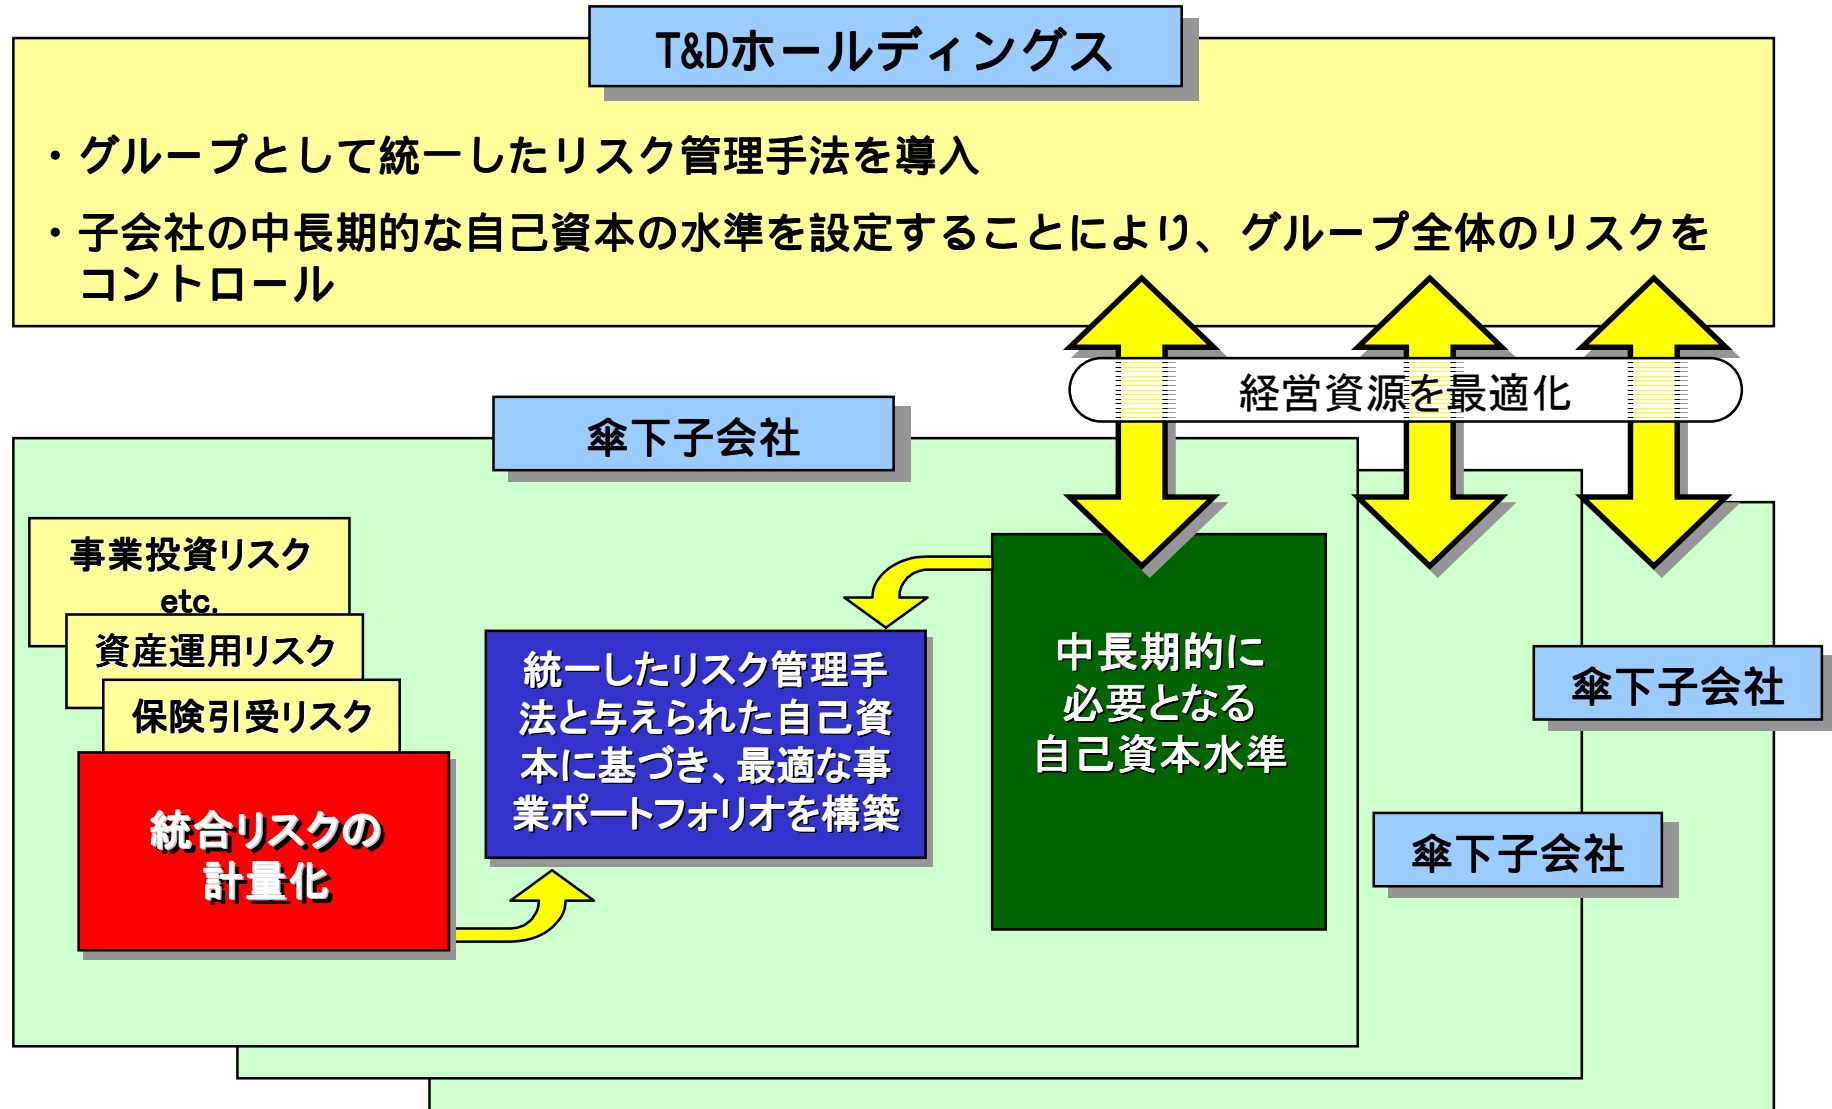 T&Dホールディングス
・グループとして統一したリスク管理手法を導入
・子会社の中長期的な自己資本の水準を設定することにより、グループ全体のリスクを
コントロール
経営資源を最適化
傘下子会社
事業投資リスク
etc.
資産運用リスク
保険引受リスク
統合リスクの
計量化
統一したリスク管理手
法と与えられた自己資
本に基づき、最適な事
業ポートフォリオを構築
中長期的に
必要となる
自己資本水準
傘下子会社
傘下子会社